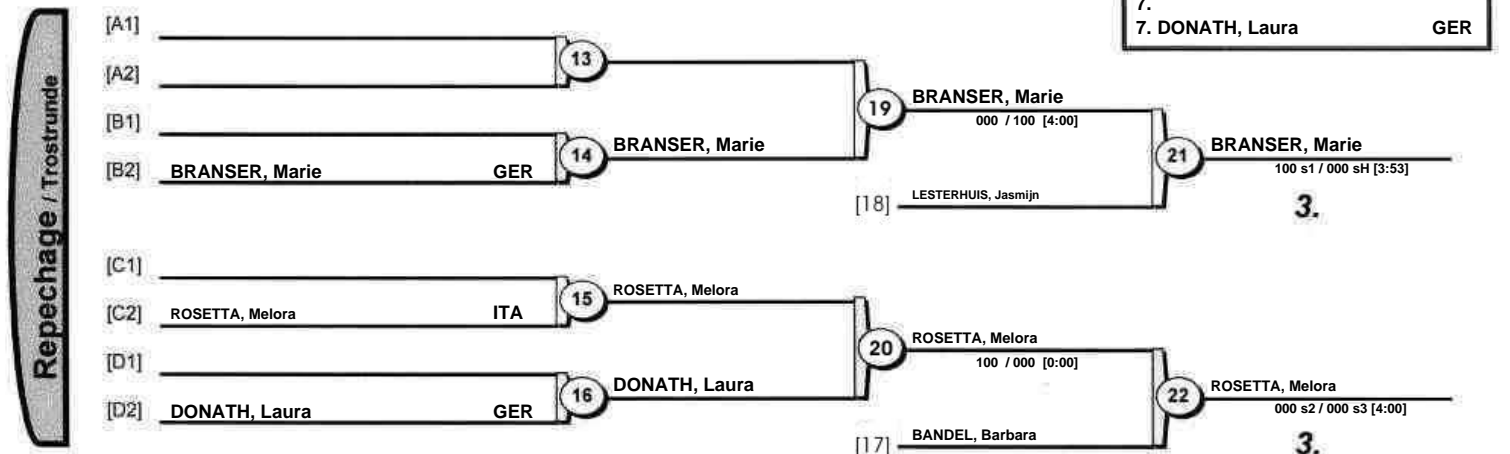 7.
7. DONATH, Laura GER
Repechage / Trostrunde
[A1]
13
[A2]
19
BRANSER, Marie
000 / 100 [4:00]
[B1]
14
BRANSER, Marie
21
BRANSER, Marie
100 s1 / 000 sH [3:53]
[B2] BRANSER, Marie GER
[18] LESTERHUIS, Jasmijn
3.
[C1]
15
ROSETTA, Melora
[C2] ROSETTA, Melora ITA
20
ROSETTA, Melora
100 / 000 [0:00]
[D1]
16
DONATH, Laura
22
ROSETTA, Melora
000 s2 / 000 s3 [4:00]
[D2] DONATH, Laura GER
[17] BANDEL, Barbara
3.